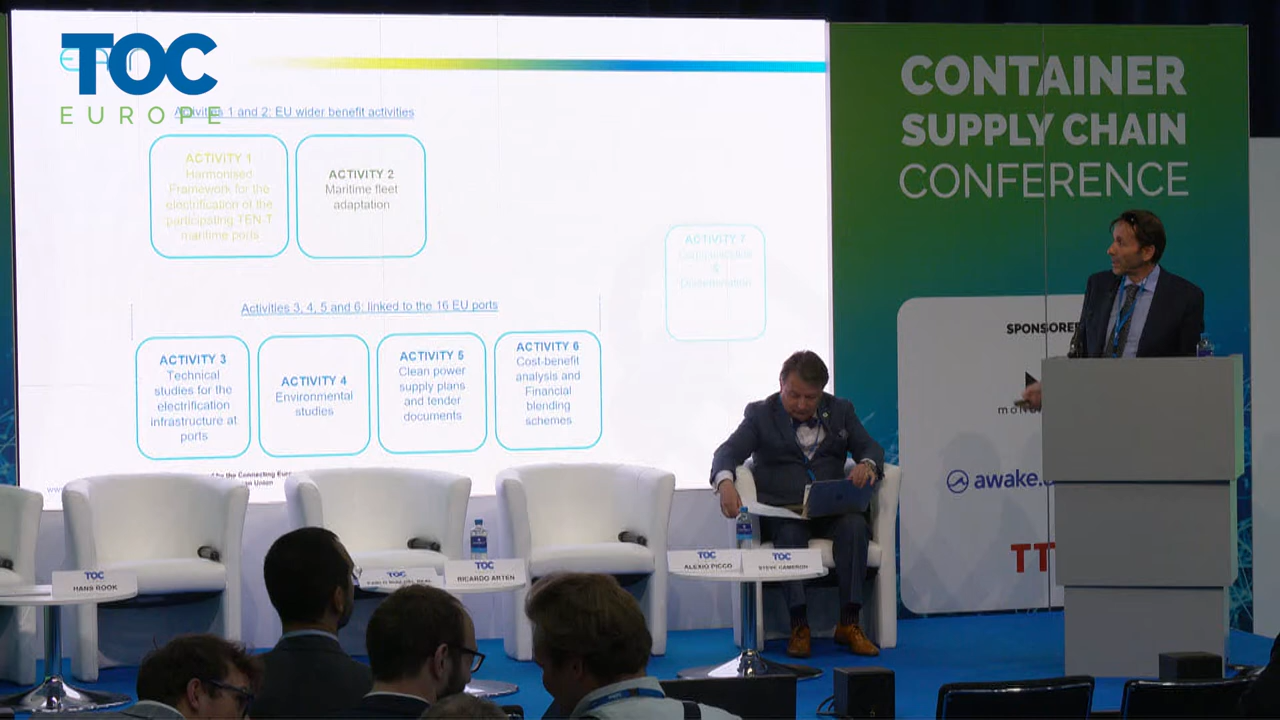 TOC
EUROPE
Activities 1 and 2: EU wider benefit activities
ACTIVITY 1
Harmonised
Framework for the
electrification of the
participating TEN-T
maritime ports
ACTIVITY 2
Maritime fleet
adaptation
ACTIVITY 7
&
Dissemination
Activities 3, 4, 5 and 6: linked to the 16 EU ports
ACTIVITY 3
Technical
studies for the
electrification
infrastructure at
ports
ACTIVITY 4
Environmental
studies
ACTIVITY 5
Clean power
supply plans
and tender
documents
ACTIVITY 6
Cost-benefit
analysis and
Financial
blending
schemes
CONTAINER
SUPPLY CHAIN
CONFERENCE
SPONSORE
awake.
TT
TOC
HANS ROOK
TOC
TOC
RICARDO ARTEN
TOC
ALEXIO PICCO
TOC
STEVE CAMERON